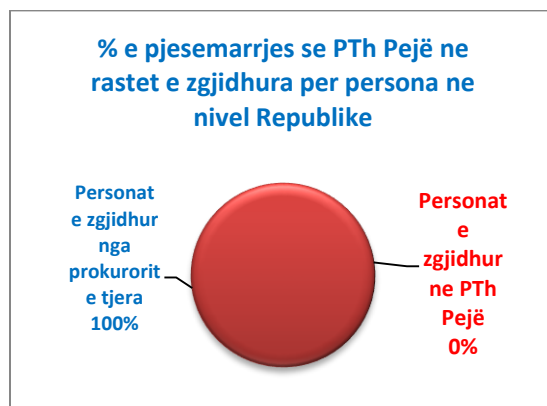 % e pjesemarrjes se PTh Pejë ne
rastet e zgjidhura per persona ne
nivel Republike
Personat
e zgjidhur
nga
prokurorit
e tjera
100%
Personat
e
zgjidhur
ne PTh
Pejë
0%